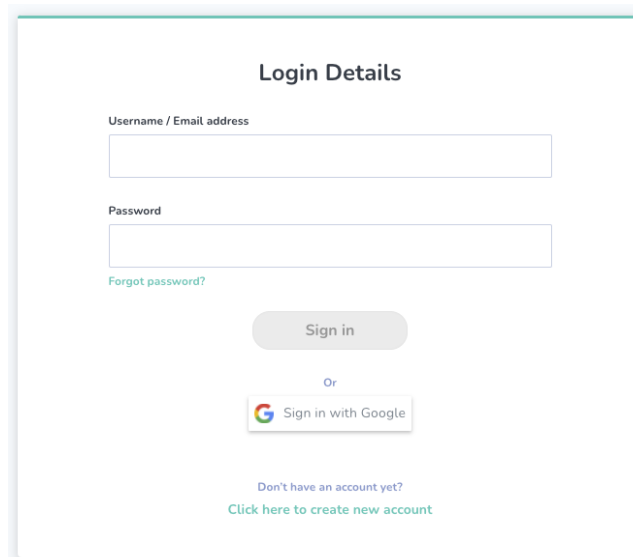 Login Details
Username / Email address
Password
Forgot password?
Sign in
Or
Sign in with Google
Don't have an account yet?
Click here to create new account